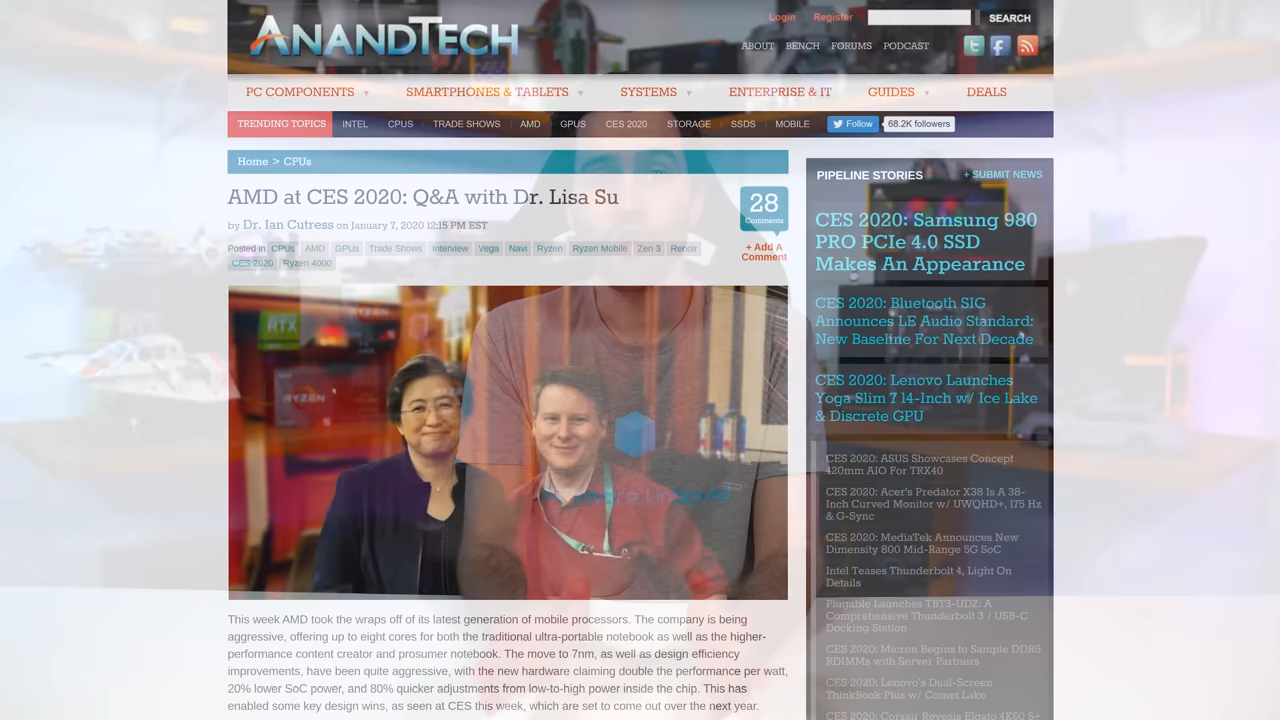 ANANDTECH
Login Register SEARCH
ABOUT BENCH FORUMS PODCAST
PC COMPONENTS SMARTPHONES & TABLETS SYSTEMS ENTERPRISE & IT GUIDES DEALS
TRENDING TOPICS INTEL CPUS TRADE SHOWS AMD GPUS CES 2020 STORAGE SSDS MOBILE Follow 68.2K followers
Home > CPUs
AMD at CES 2020: Q&A with Dr. Lisa Su
by Dr. Ian Cutress on January 7, 2020 12:15 PM EST
Posted in CPUs AMD GPUs Trade Shows Interview Vega Navi Ryzen Ryzen Mobile Zen 3 Renoir
CES 2020 Ryzen 4000
28
Comments
+ Add A
Comment
RTX
RYZEN
RYZEN
This week AMD took the wraps off of its latest generation of mobile processors. The company is being
aggressive, offering up to eight cores for both the traditional ultra-portable notebook as well as the higher-
performance content creator and prosumer notebook. The move to 7nm, as well as design efficiency
improvements, have been quite aggressive, with the new hardware claiming double the performance per watt,
20% lower SoC power, and 80% quicker adjustments from low-to-high power inside the chip. This has
enabled some key design wins, as seen at CES this week, which are set to come out over the next year.
PIPELINE STORIES + SUBMIT NEWS
CES 2020: Samsung 980
PRO PCIe 4.0 SSD
Makes An Appearance
CES 2020: Bluetooth SIG
Announces LE Audio Standard:
New Baseline For Next Decade
CES 2020: Lenovo Launches
Yoga Slim 7 14-Inch w/ Ice Lake
& Discrete GPU
CES 2020: ASUS Showcases Concept
420mm AIO For TRX40
CES 2020: Acer's Predator X38 Is A 38-
Inch Curved Monitor w/ UWQHD+, 175 Hz
& G-Sync
CES 2020: MediaTek Announces New
Dimensity 800 Mid-Range 5G SoC
Intel Teases Thunderbolt 4, Light On
Details
Plugable Launches TBT3-UDZ: A
Comprehensive Thunderbolt 3 / USB-C
Docking Station
CES 2020: Micron Begins to Sample DDR5
RDIMMs with Server Partners
CES 2020: Lenovo's Dual-Screen
ThinkBook Plus w/ Comet Lake
CES 2020: Corsair Reveals Elgato 4K60 S+